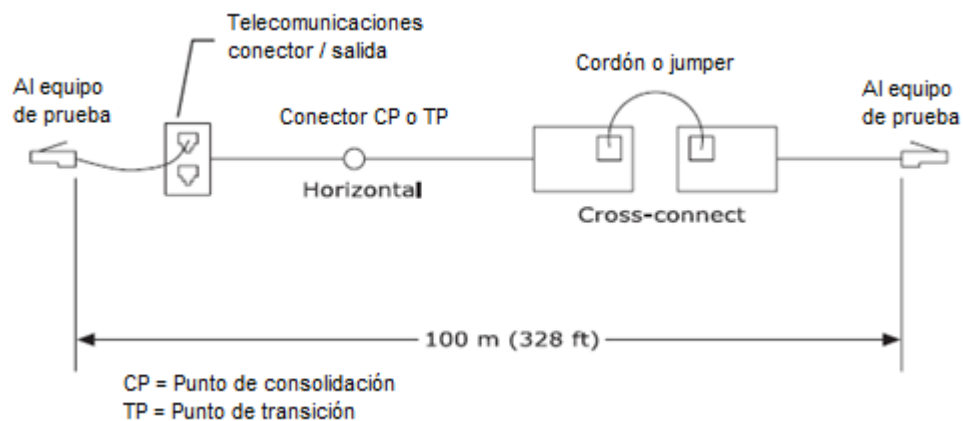 Telecomunicaciones
conector / salida
Al equipo
de prueba
Conector CP o TP
Cordón o jumper
Al equipo
de prueba
Horizontal
Cross-connect
100 m (328 ft)
CP = Punto de consolidación
TP = Punto de transición